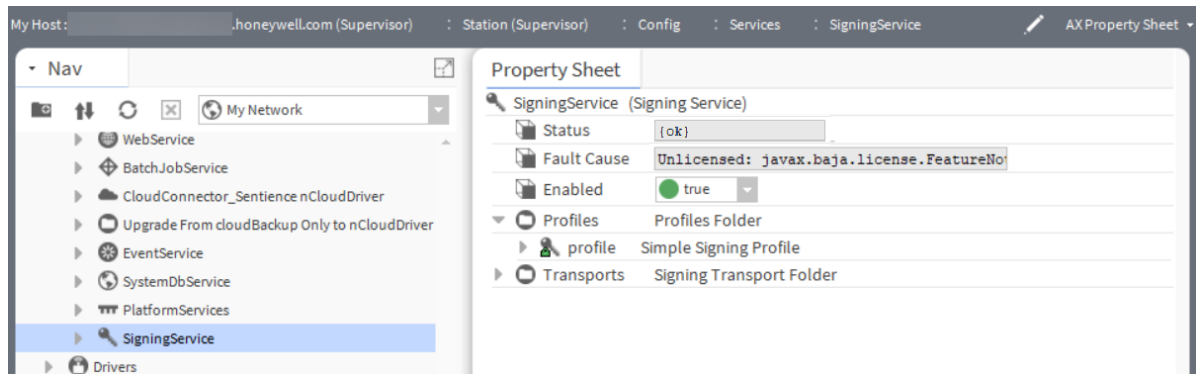 My Host: .honeywell.com (Supervisor) : Station (Supervisor) : Config : Services : SigningService AX Property Sheet
Nav
Property Sheet
My Network
SigningService (Signing Service)
WebService
Status {ok}
BatchJobService
Fault Cause Unlicensed: javax.baja.license.FeatureNo
CloudConnector_Sentience nCloudDriver
Enabled true
Upgrade From cloudBackup Only to nCloudDriver
Profiles Profiles Folder
EventService
profile Simple Signing Profile
SystemDbService
Transports Signing Transport Folder
PlatformServices
SigningService
Drivers